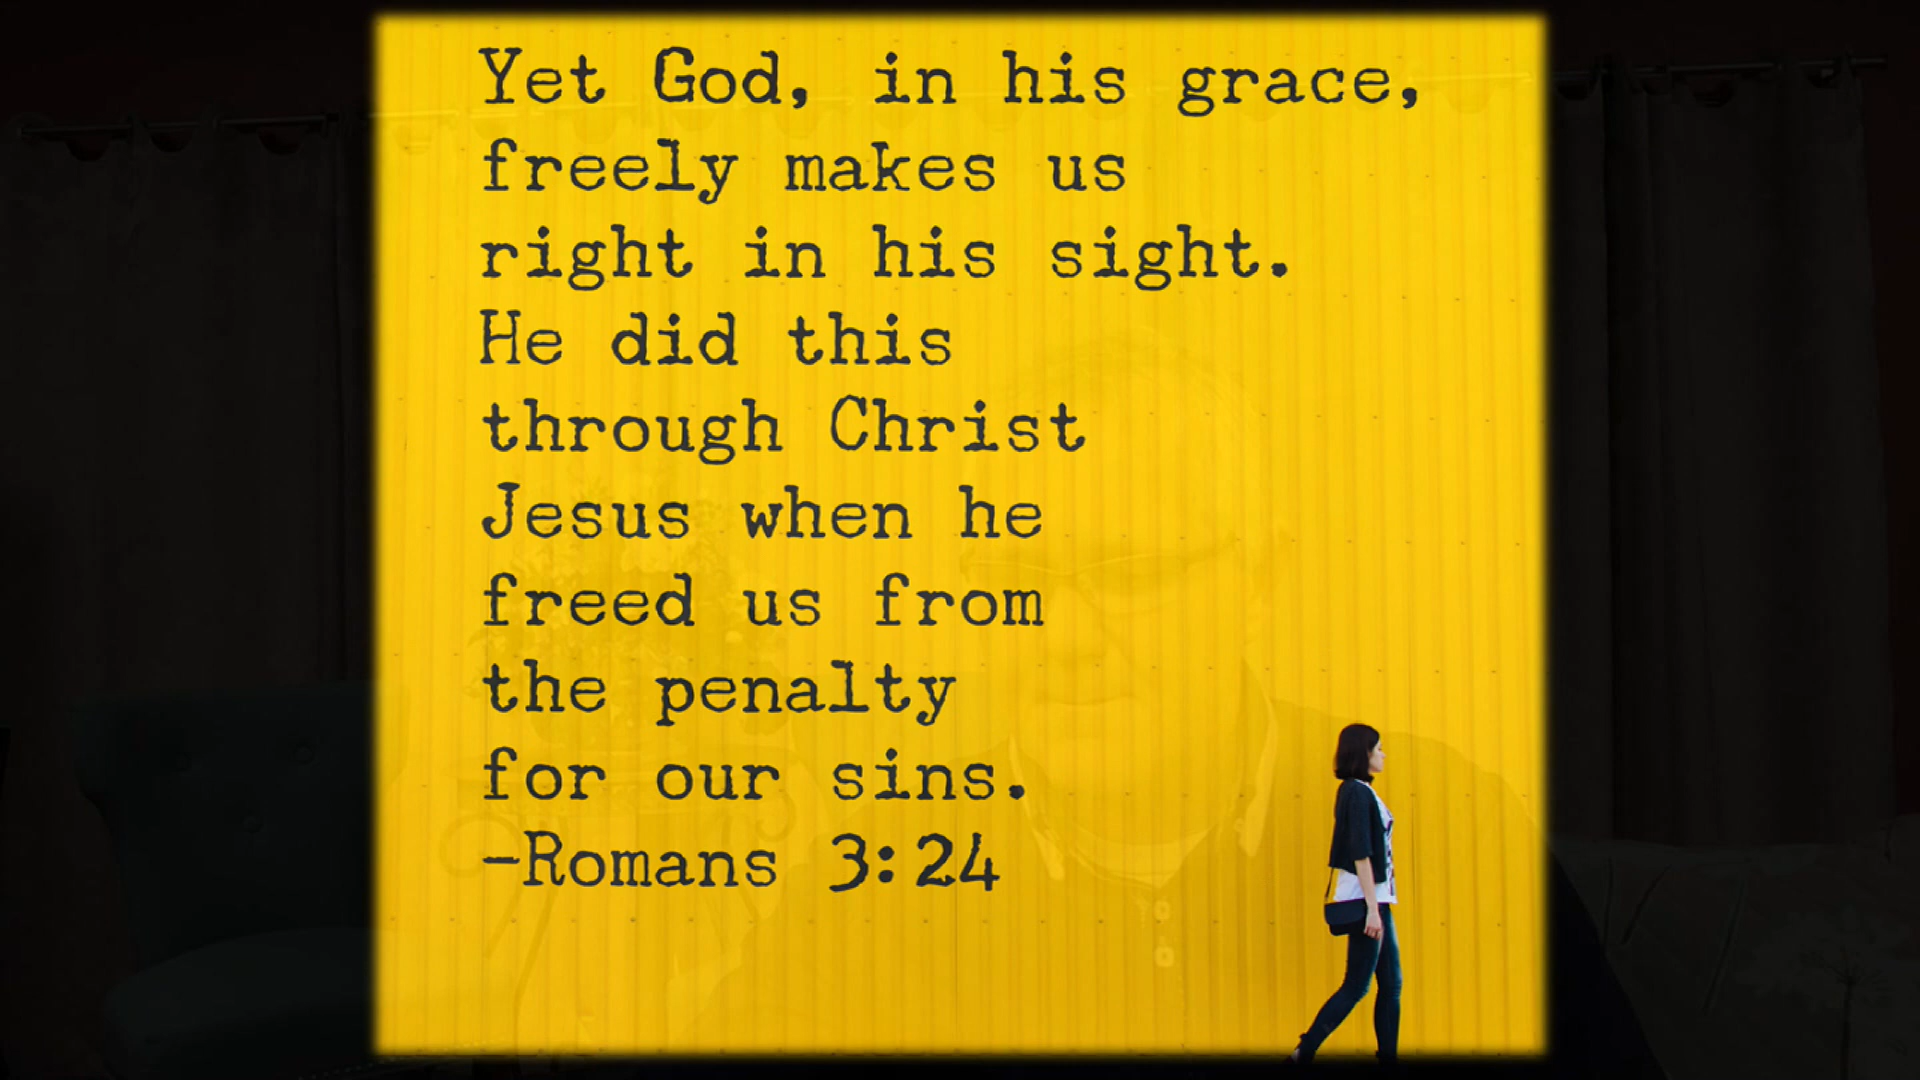 Yet God, in his grace,
freely makes us
right in his sight.
He did this
through Christ
Jesus when he
freed us from
the penalty
for our sins.
-Romans 3:24